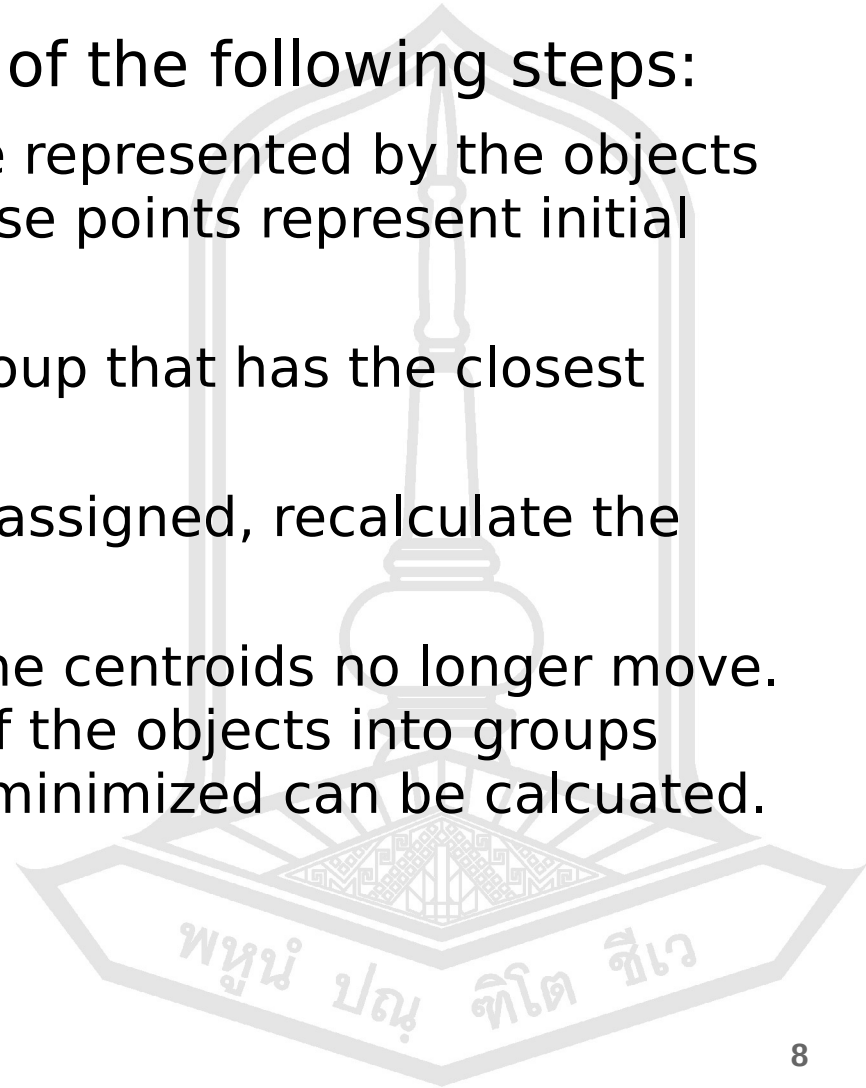 of the following steps:
e represented by the objects
se points represent initial
oup that has the closest
assigned, recalculate the
ne centroids no longer move.
f the objects into groups
minimized can be calcuated.
พหูนํ ปณฺฑิโต ชีเว
8